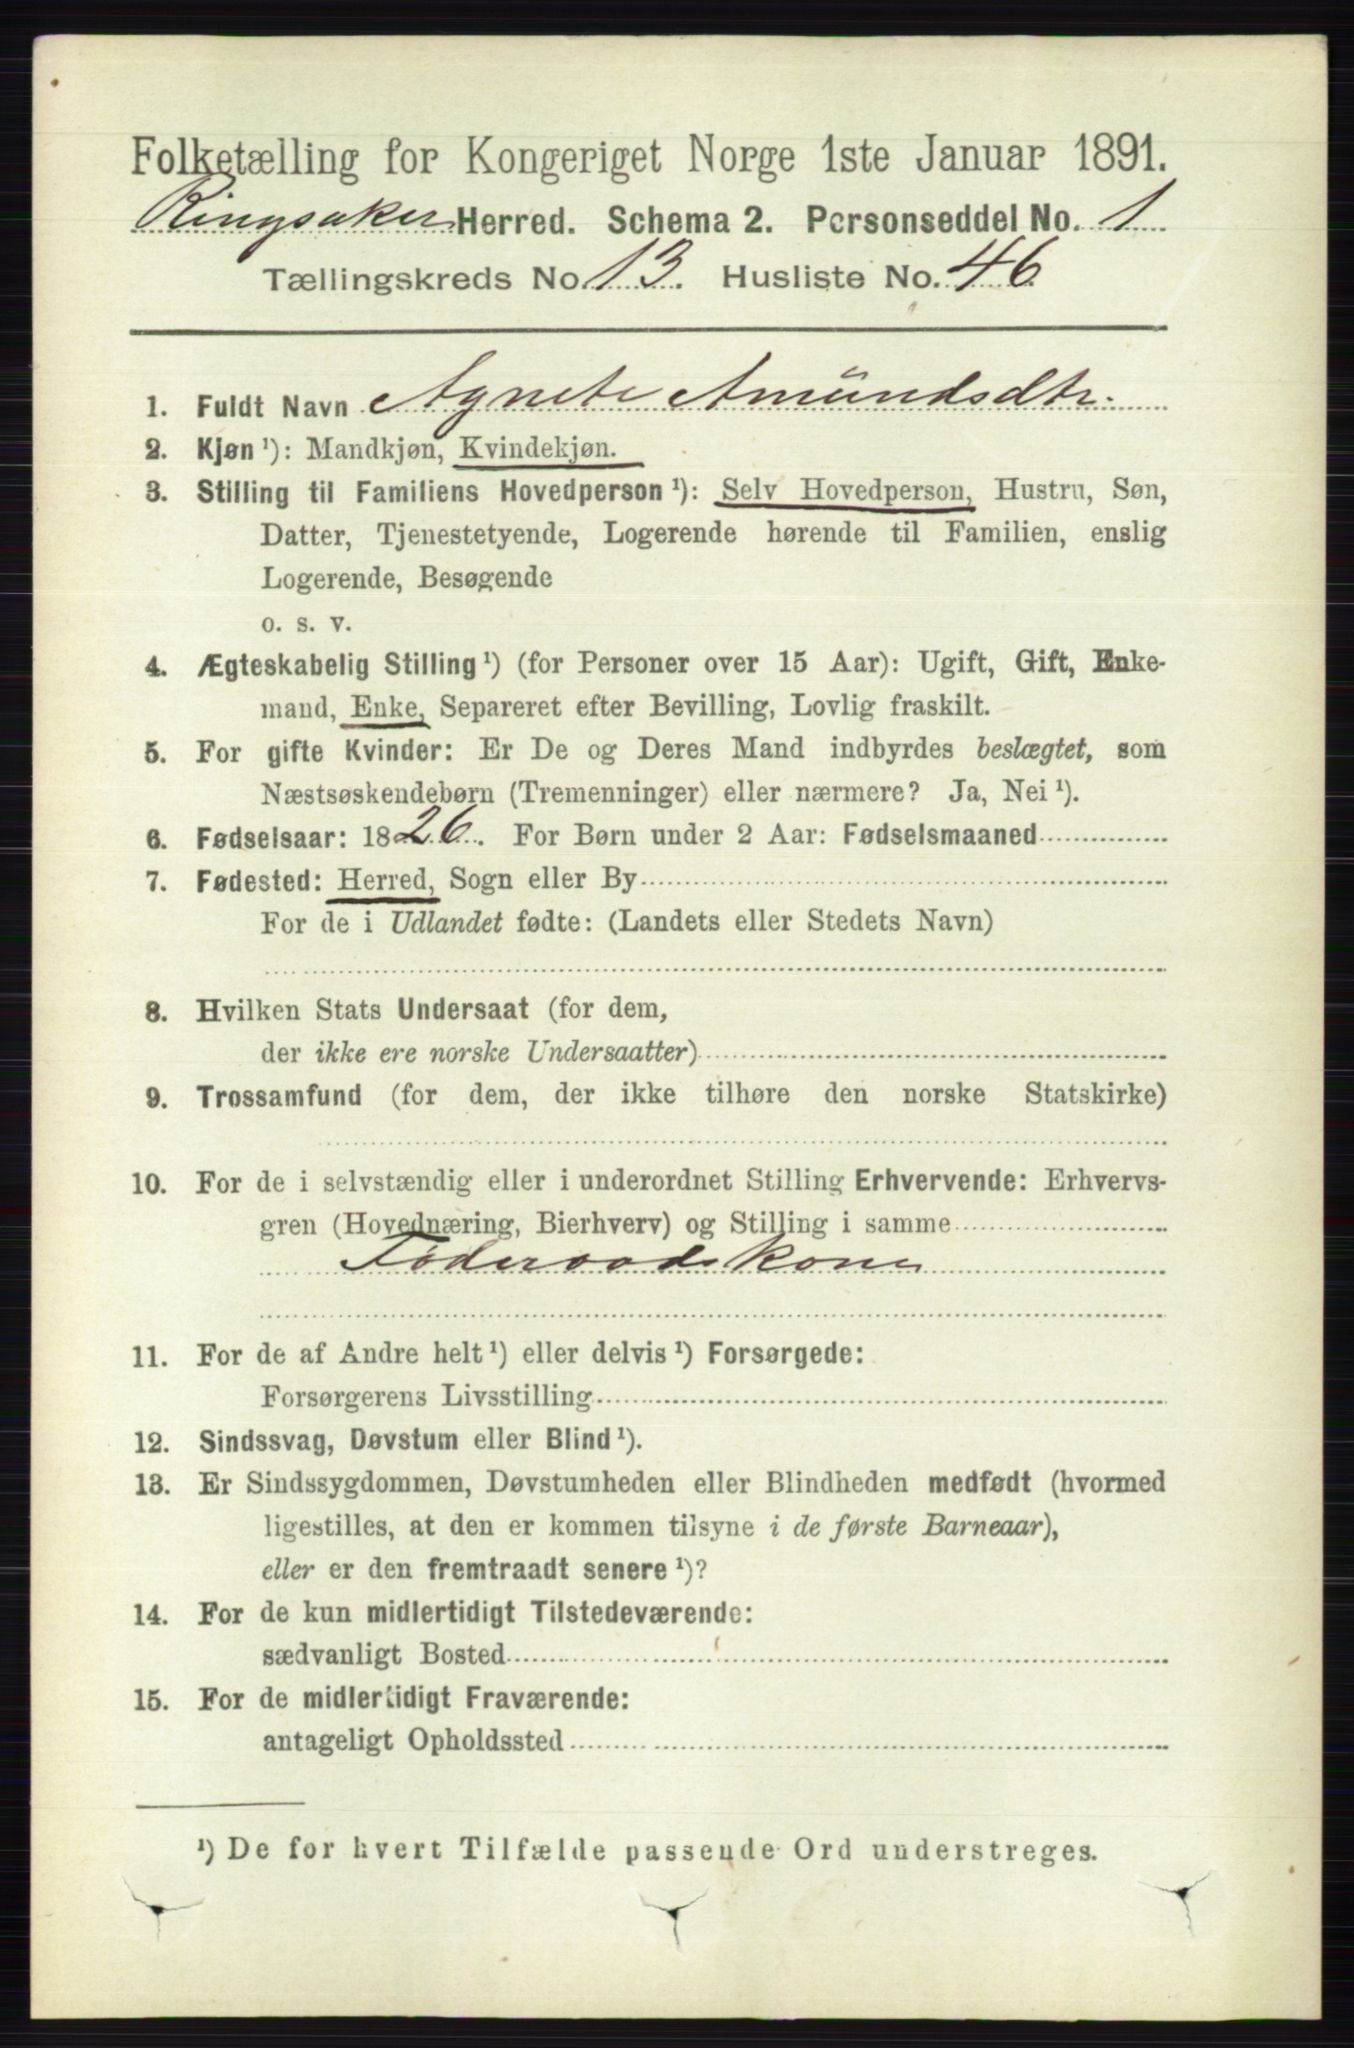 Folketælling for Kongeriget Norge 1ste Januar 1891.
Ringsaker Herred. Schema 2. Personseddel No. 1
Tællingskreds No. 13. Husliste No. 46.
1. Fuldt Navn Agnete Amundsdtr.
2. Kjøn ¹): Mandkjøn, Kvindekjøn.
3. Stilling til Familiens Hovedperson ¹): Selv Hovedperson, Hustru, Søn,
Datter, Tjenestetyende, Logerende hørende til Familien, enslig
Logerende, Besøgende
o. s. v.
4. Ægteskabelig Stilling ¹) (for Personer over 15 Aar): Ugift, Gift, Enke-
mand, Enke, Separeret efter Bevilling, Lovlig fraskilt.
5. For gifte Kvinder: Er De og Deres Mand indbyrdes beslægtet, som
Næstsøskendebørn (Tremenninger) eller nærmere? Ja, Nei ¹).
6. Fødselsaar: 1826. For Børn under 2 Aar: Fødselsmaaned
7. Fødested: Herred, Sogn eller By
For de i Udlandet fødte: (Landets eller Stedets Navn)
8. Hvilken Stats Undersaat (for dem,
der ikke ere norske Undersaatter)
9. Trossamfund (for dem, der ikke tilhøre den norske Statskirke)
10. For de i selvstændig eller i underordnet Stilling Erhvervende: Erhvervs-
gren (Hovednæring, Bierhverv) og Stilling i samme
Føderaadskone
11. For de af Andre helt ¹) eller delvis ¹) Forsørgede:
Forsørgerens Livsstilling
12. Sindssvag, Døvstum eller Blind ¹).
13. Er Sindssygdommen, Døvstumheden eller Blindheden medfødt (hvormed
ligestilles, at den er kommen tilsyne i de første Barneaar),
eller er den fremtraadt senere ¹)?
14. For de kun midlertidigt Tilstedeværende:
sædvanligt Bosted
15. For de midlertidigt Fraværende:
antageligt Opholdssted
¹) De for hvert Tilfælde passende Ord understreges.